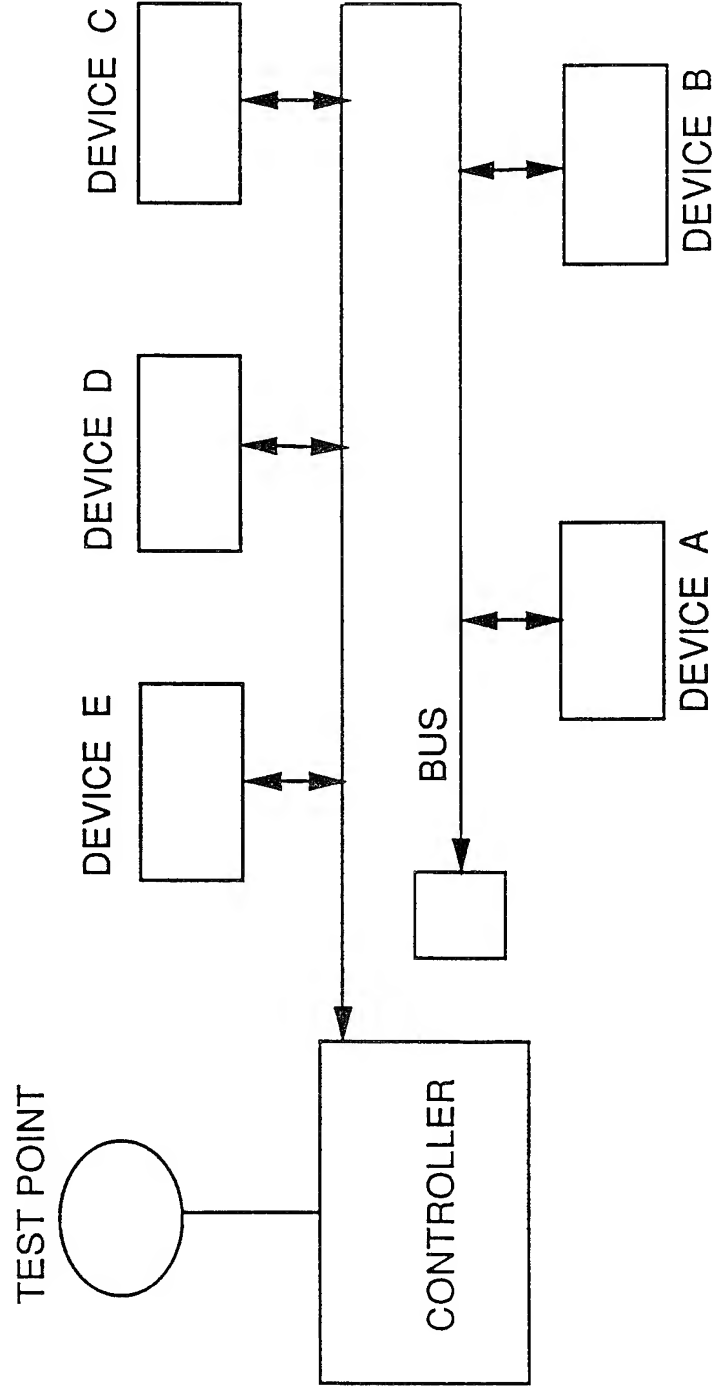 TEST POINT
CONTROLLER
DEVICE E
DEVICE D
DEVICE C
BUS
DEVICE A
DEVICE B